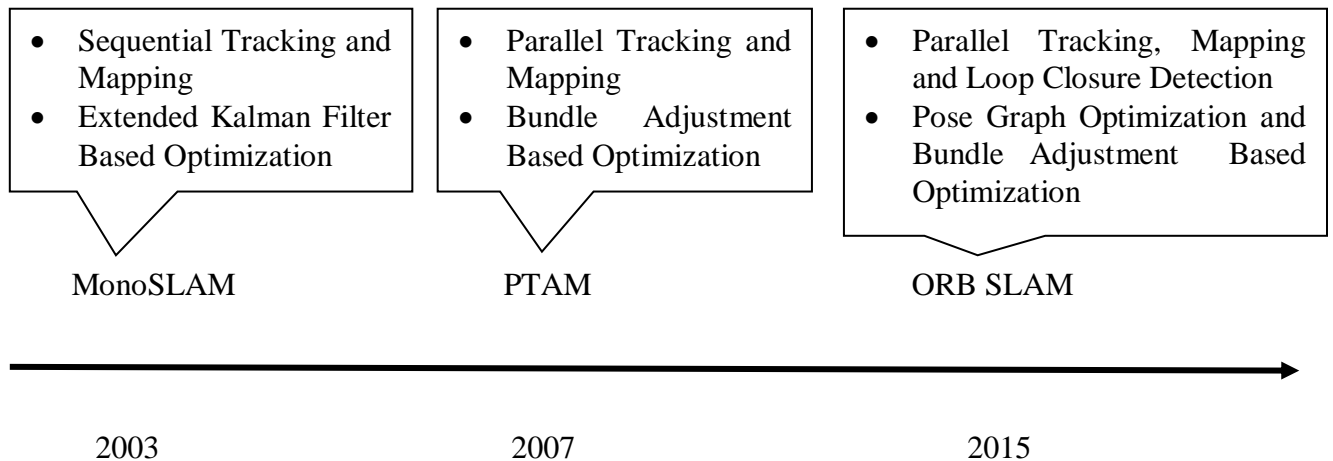 • Sequential Tracking and
Mapping
• Extended Kalman Filter
Based Optimization
• Parallel Tracking and
Mapping
• Bundle Adjustment
Based Optimization
• Parallel Tracking, Mapping
and Loop Closure Detection
• Pose Graph Optimization and
Bundle Adjustment Based
Optimization
MonoSLAM
PTAM
ORB SLAM
2003
2007
2015